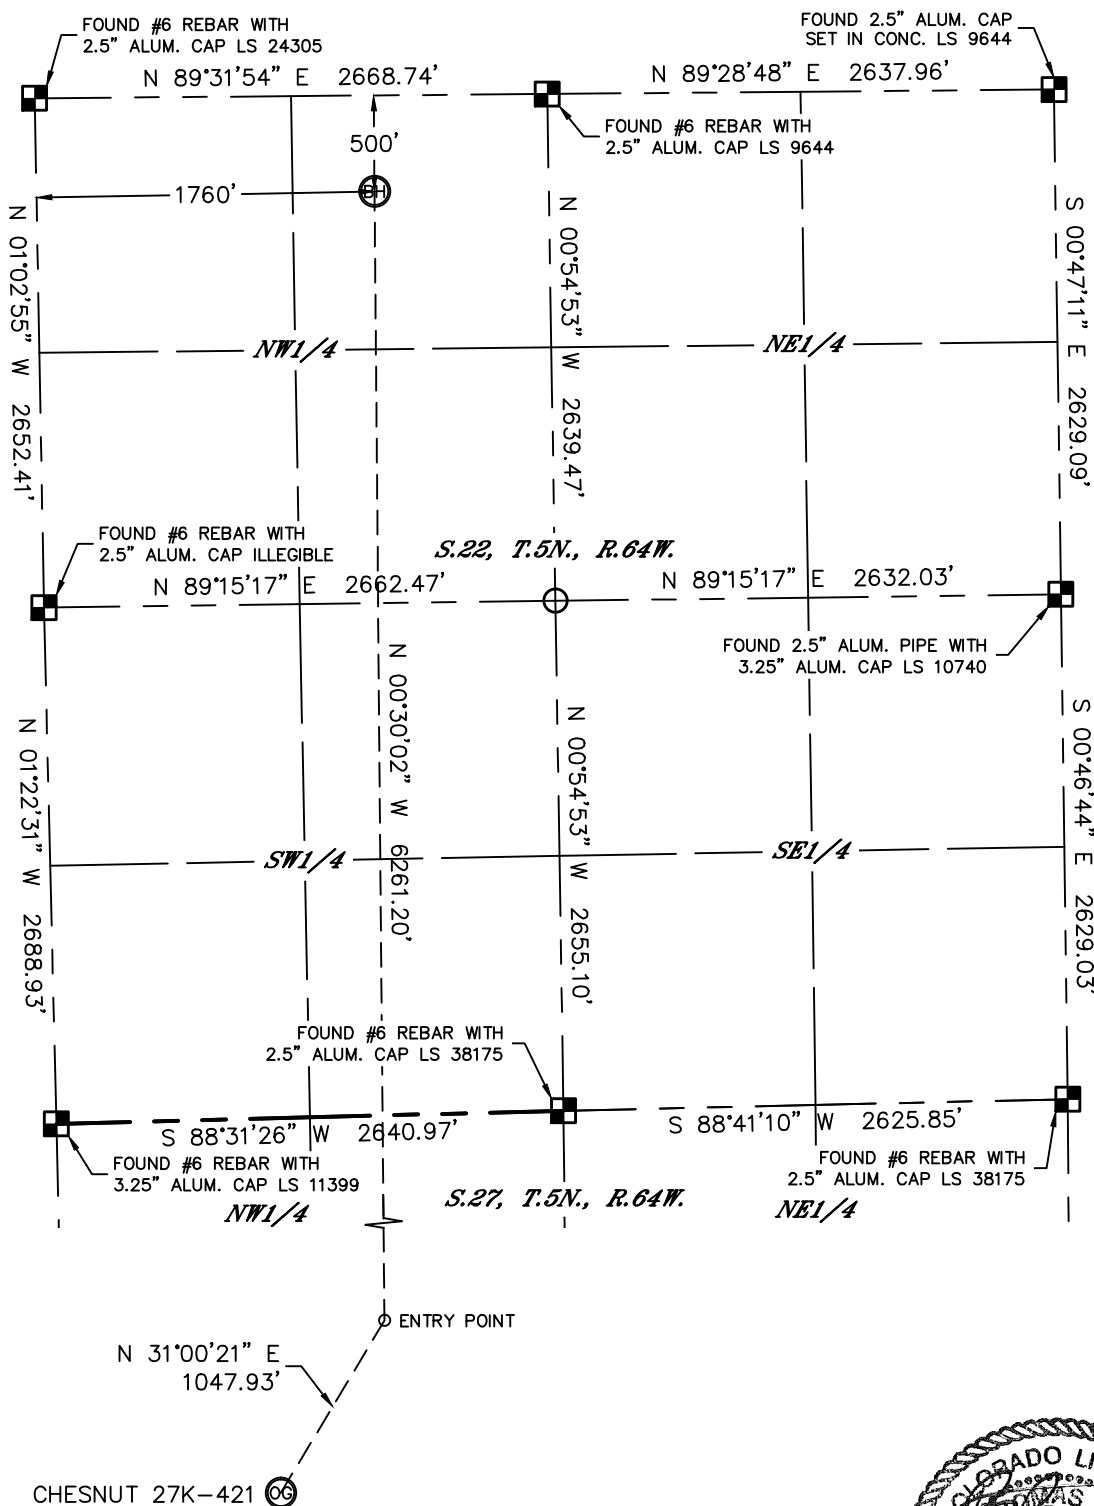 FOUND #6 REBAR WITH
2.5" ALUM. CAP LS 24305
FOUND 2.5" ALUM. CAP
SET IN CONC. LS 9644
N 89°31'54" E 2668.74'
N 89°28'48" E 2637.96'
FOUND #6 REBAR WITH
2.5" ALUM. CAP LS 9644
500'
1760'
BH
N 01°02'55" W 2652.41'
N 00°54'53" W 2639.47'
S 00°47'11" E 2629.09'
NW1/4
NE1/4
FOUND #6 REBAR WITH
2.5" ALUM. CAP ILLEGIBLE
S.22, T.5N., R.64W.
N 89°15'17" E 2662.47'
N 89°15'17" E 2632.03'
FOUND 2.5" ALUM. PIPE WITH
3.25" ALUM. CAP LS 10740
N 01°22'31" W 2688.93'
N 00°30'02" W 6261.20'
N 00°54'53" W 2655.10'
S 00°46'44" E 2629.03'
SW1/4
SE1/4
FOUND #6 REBAR WITH
2.5" ALUM. CAP LS 38175
S 88°31'26" W 2640.97'
S 88°41'10" W 2625.85'
FOUND #6 REBAR WITH
3.25" ALUM. CAP LS 11399
FOUND #6 REBAR WITH
2.5" ALUM. CAP LS 38175
NW1/4
S.27, T.5N., R.64W.
NE1/4
ENTRY POINT
N 31°00'21" E
1047.93'
CHESNUT 27K-421
OG